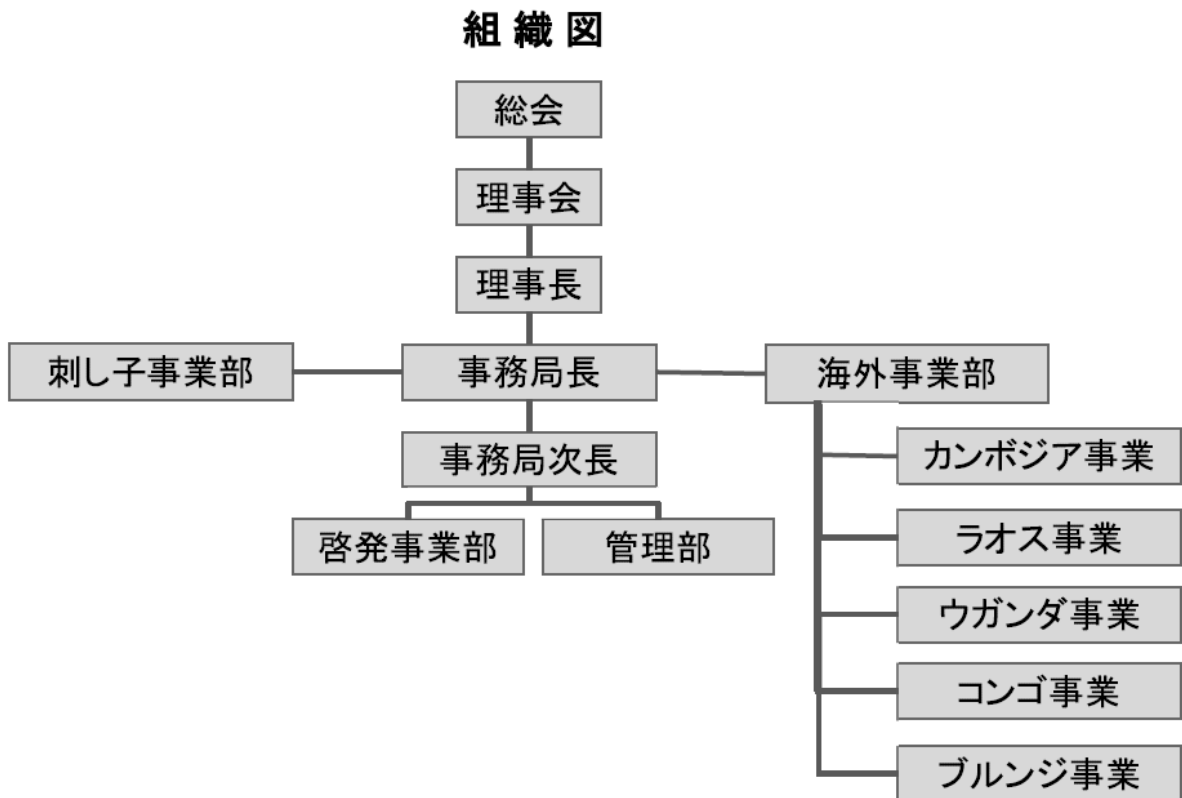 組織図
総会
理事会
理事長
刺し子事業部
事務局長
海外事業部
事務局次長
カンボジア事業
啓発事業部
管理部
ラオス事業
ウガンダ事業
コンゴ事業
ブルンジ事業